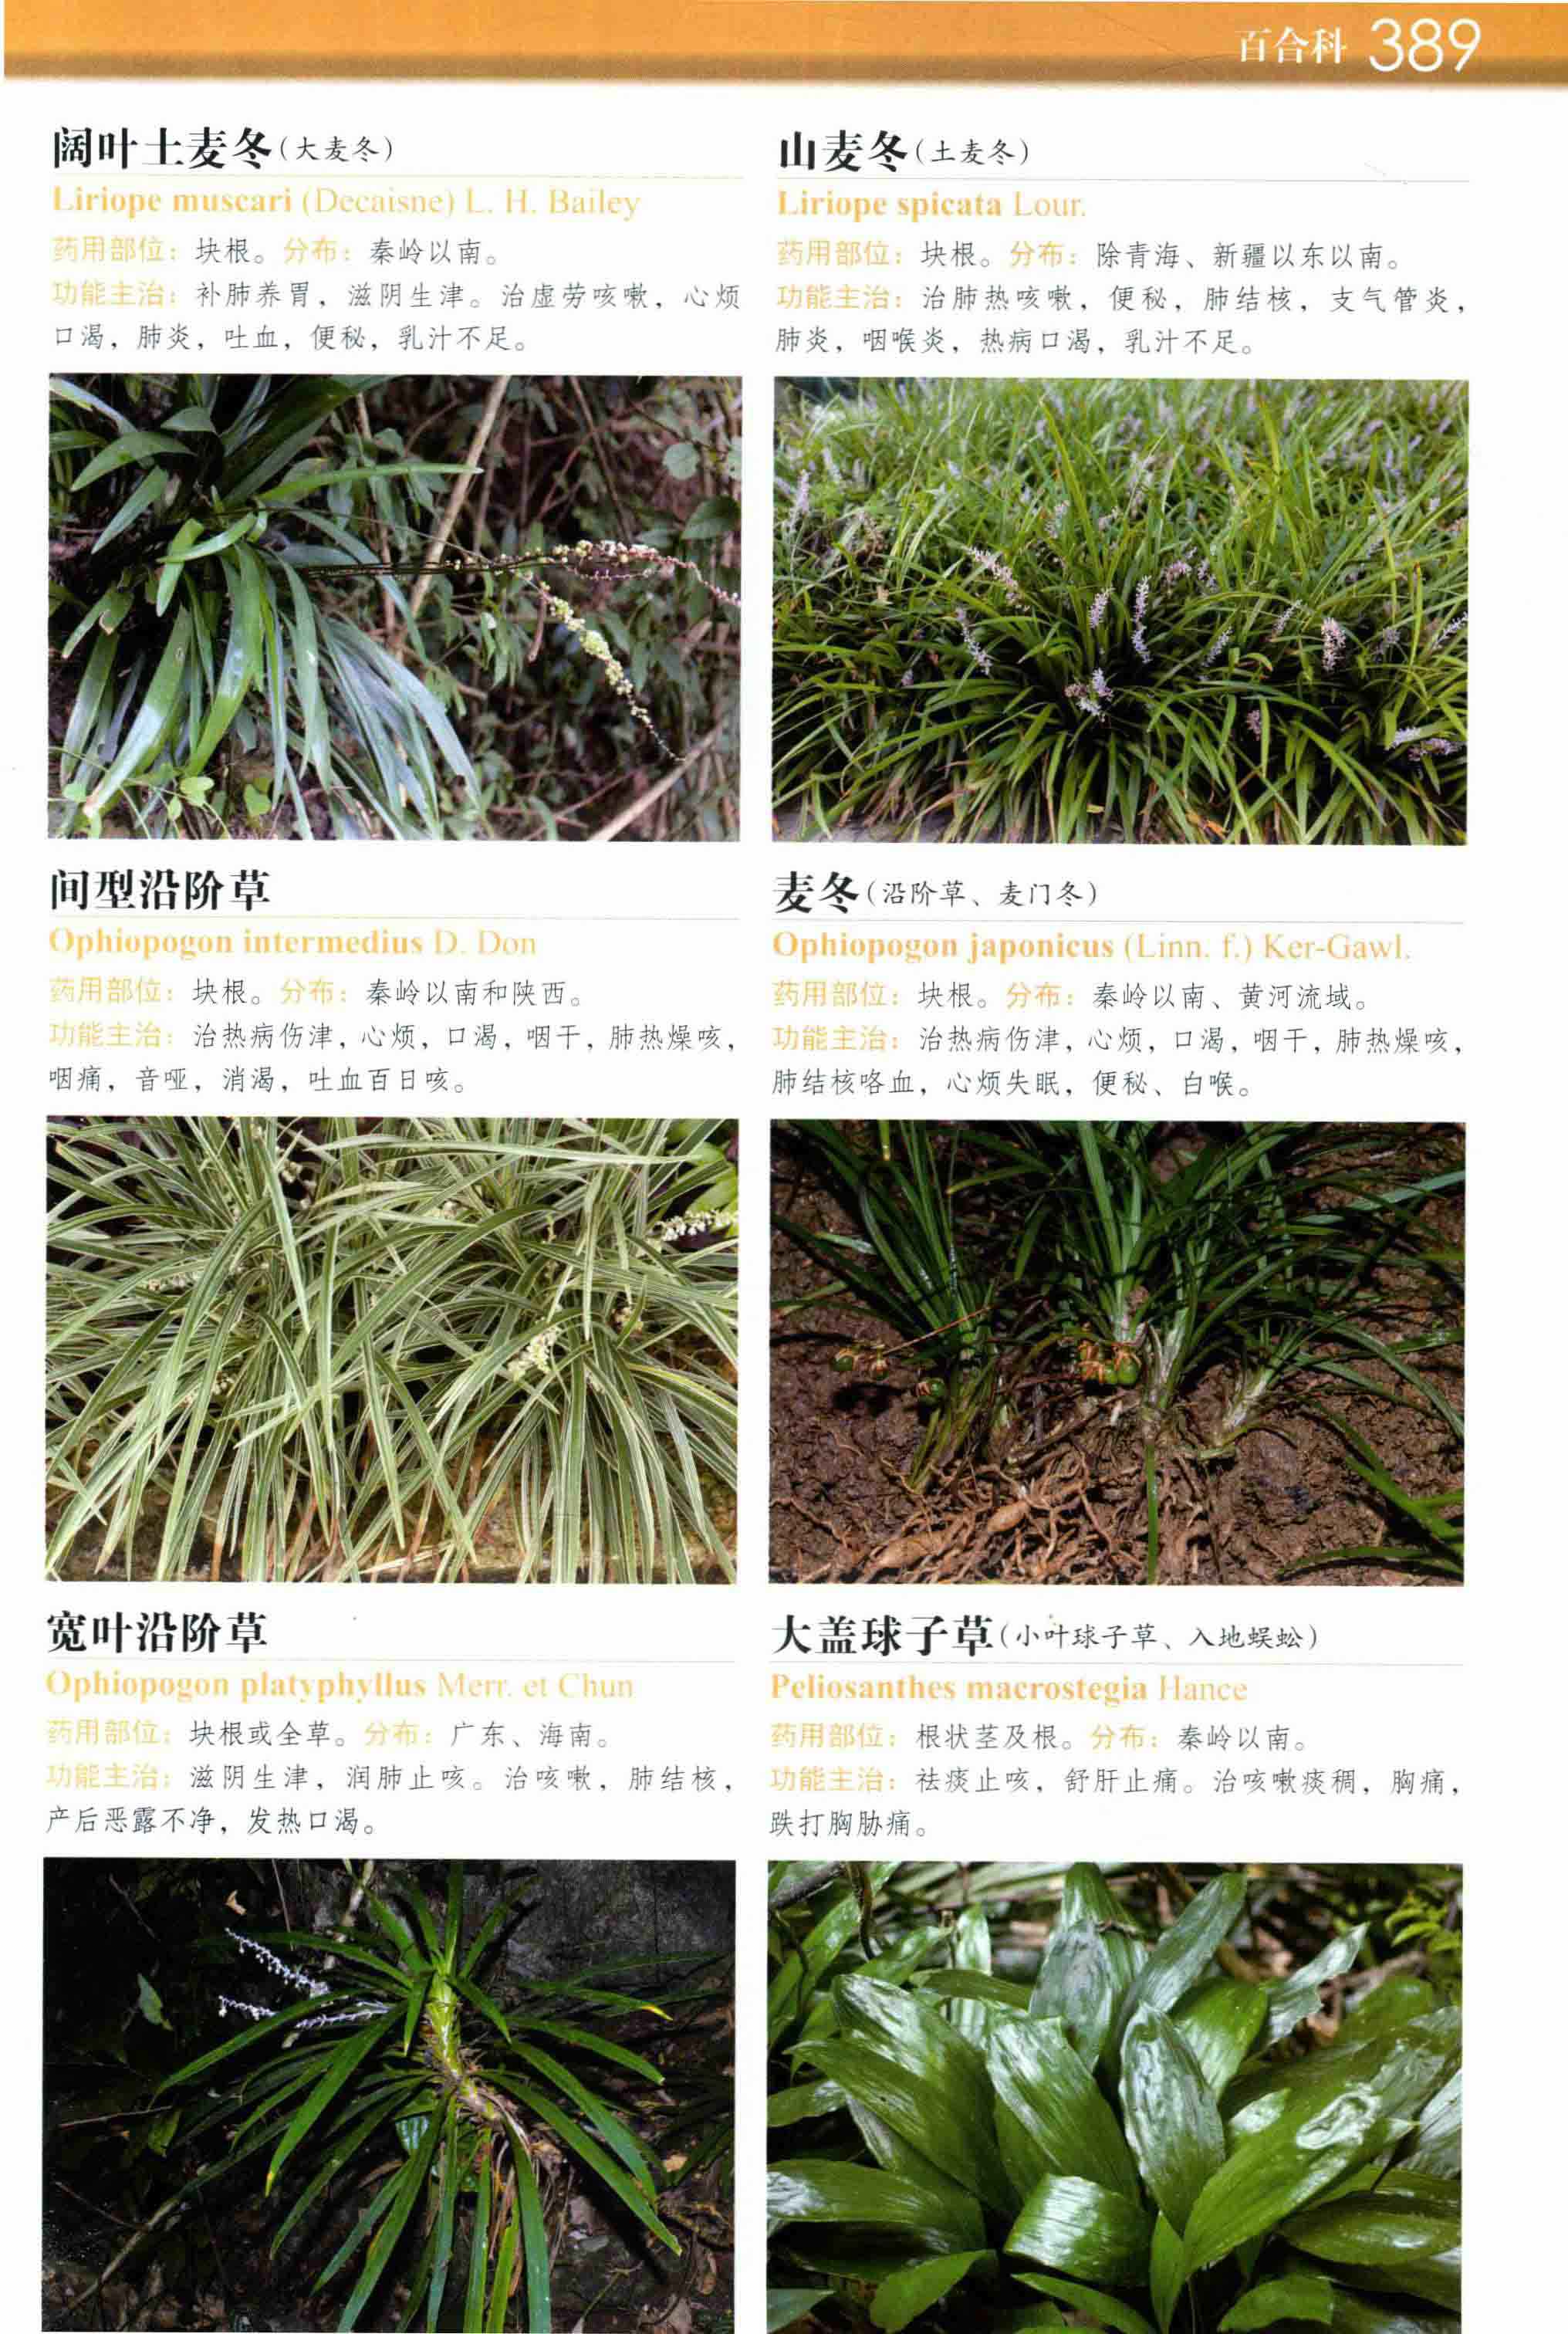 百合科 389
阔叶土麦冬(大麦冬)
Liriope muscari (Decaisne) L. H. Bailey
药用部位：块根。分布：秦岭以南。
功能主治：补肺养胃，滋阴生津。治虚劳咳嗽，心烦
口渴，肺炎，吐血，便秘，乳汁不足。
山麦冬(土麦冬)
Liriope spicata Lour.
药用部位：块根。分布：除青海、新疆以东以南。
功能主治：治肺热咳嗽，便秘，肺结核，支气管炎，
肺炎，咽喉炎，热病口渴，乳汁不足。
间型沿阶草
Ophiopogon intermedius D. Don
药用部位：块根。分布：秦岭以南和陕西。
功能主治：治热病伤津，心烦，口渴，咽干，肺热燥咳，
咽痛，音哑，消渴，吐血百日咳。
麦冬(沿阶草、麦门冬)
Ophiopogon japonicus (Linn. f.) Ker-Gawl.
药用部位：块根。分布：秦岭以南、黄河流域。
功能主治：治热病伤津，心烦，口渴，咽干，肺热燥咳，
肺结核咯血，心烦失眠，便秘、白喉。
宽叶沿阶草
Ophiopogon platyphyllus Merr. et Chun
药用部位：块根或全草。分布：广东、海南。
功能主治：滋阴生津，润肺止咳。治咳嗽，肺结核，
产后恶露不净，发热口渴。
大盖球子草(小叶球子草、入地蜈蚣)
Peliosanthes macrostegia Hance
药用部位：根状茎及根。分布：秦岭以南。
功能主治：祛痰止咳，舒肝止痛。治咳嗽痰稠，胸痛，
跌打胸胁痛。